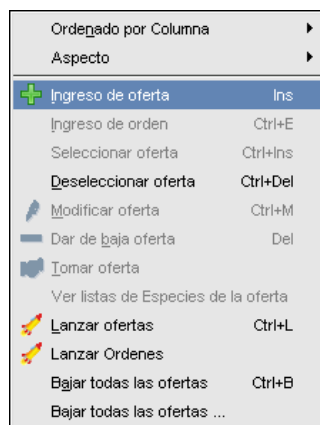 Ordenado por Columna
Aspecto
Ingreso de oferta Ins
Ingreso de orden Ctrl+E
Seleccionar oferta Ctrl+Ins
Deseleccionar oferta Ctrl+Del
Modificar oferta Ctrl+M
Dar de baja oferta Del
Tomar oferta
Ver listas de Especies de la oferta
Lanzar ofertas Ctrl+L
Lanzar Ordenes
Bajar todas las ofertas Ctrl+B
Bajar todas las ofertas ...